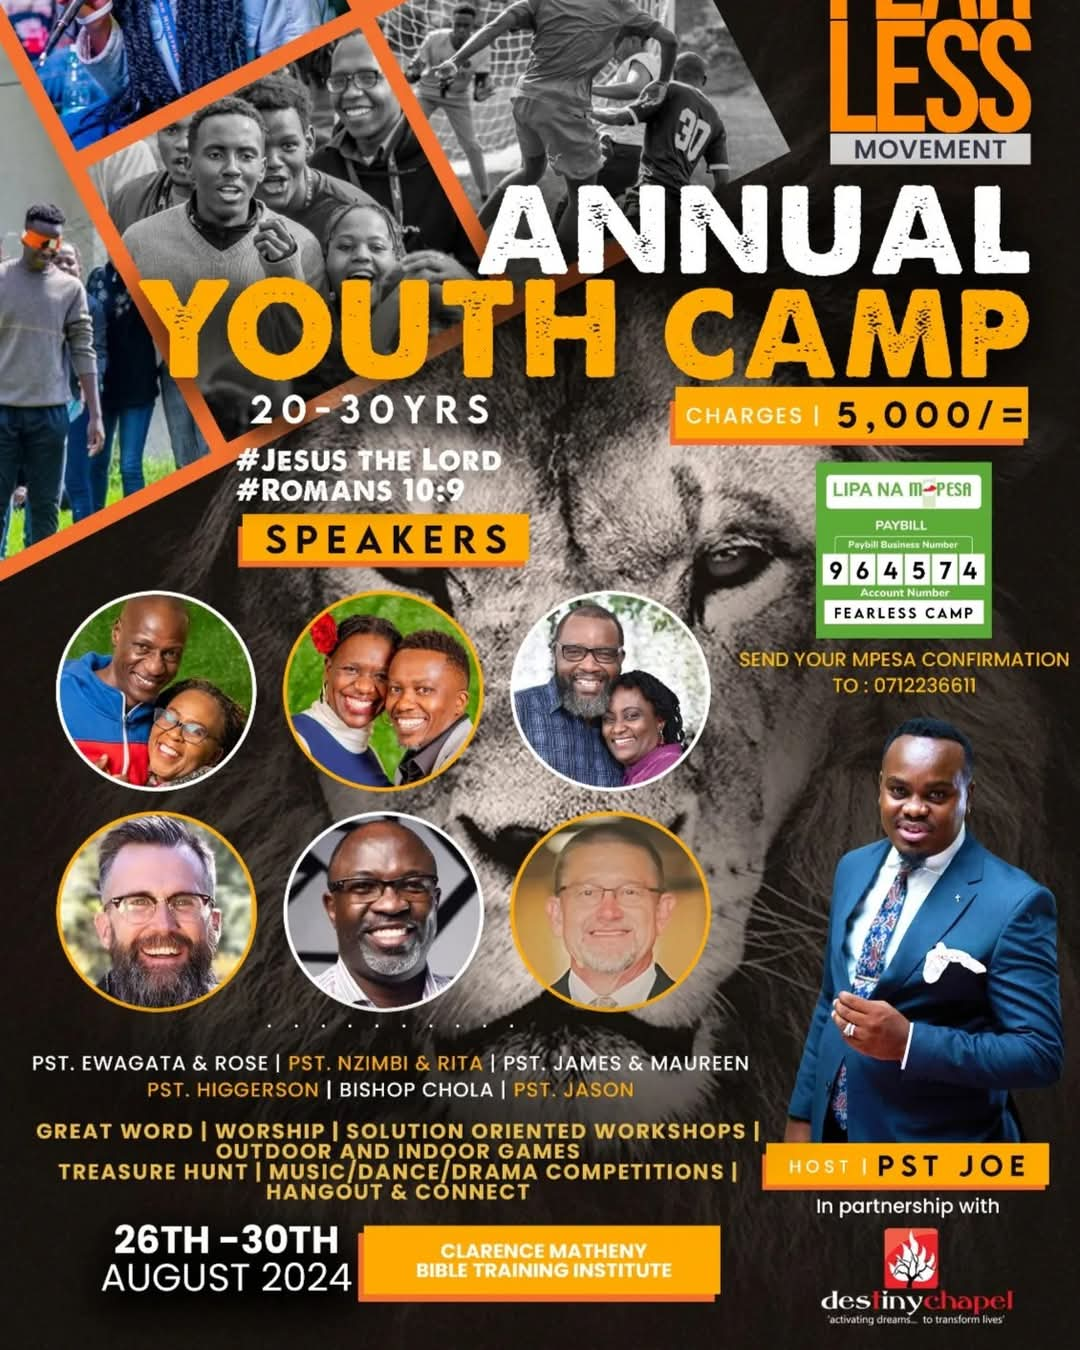 FEAR
LESS
MOVEMENT
30
ANNUAL
YOUTH CAMP
20-30YRS
CHARGES | 5,000/=
#JESUS THE LORD
#ROMANS 10:9
SPEAKERS
LIPA NA M-PESA
PAYBILL
Paybill Business Number
964574
Account Number
FEARLESS CAMP
SEND YOUR MPESA CONFIRMATION
TO : 0712236611
PST. EWAGATA & ROSE | PST. NZIMBI & RITA | PST. JAMES & MAUREEN
PST. HIGGERSON | BISHOP CHOLA | PST. JASON
GREAT WORD | WORSHIP | SOLUTION ORIENTED WORKSHOPS |
OUTDOOR AND INDOOR GAMES
TREASURE HUNT | MUSIC/DANCE/DRAMA COMPETITIONS |
HANGOUT & CONNECT
HOST | PST JOE
In partnership with
destinychapel
'activating dreams... to transform lives'
26TH -30TH
AUGUST 2024
CLARENCE MATHENY
BIBLE TRAINING INSTITUTE